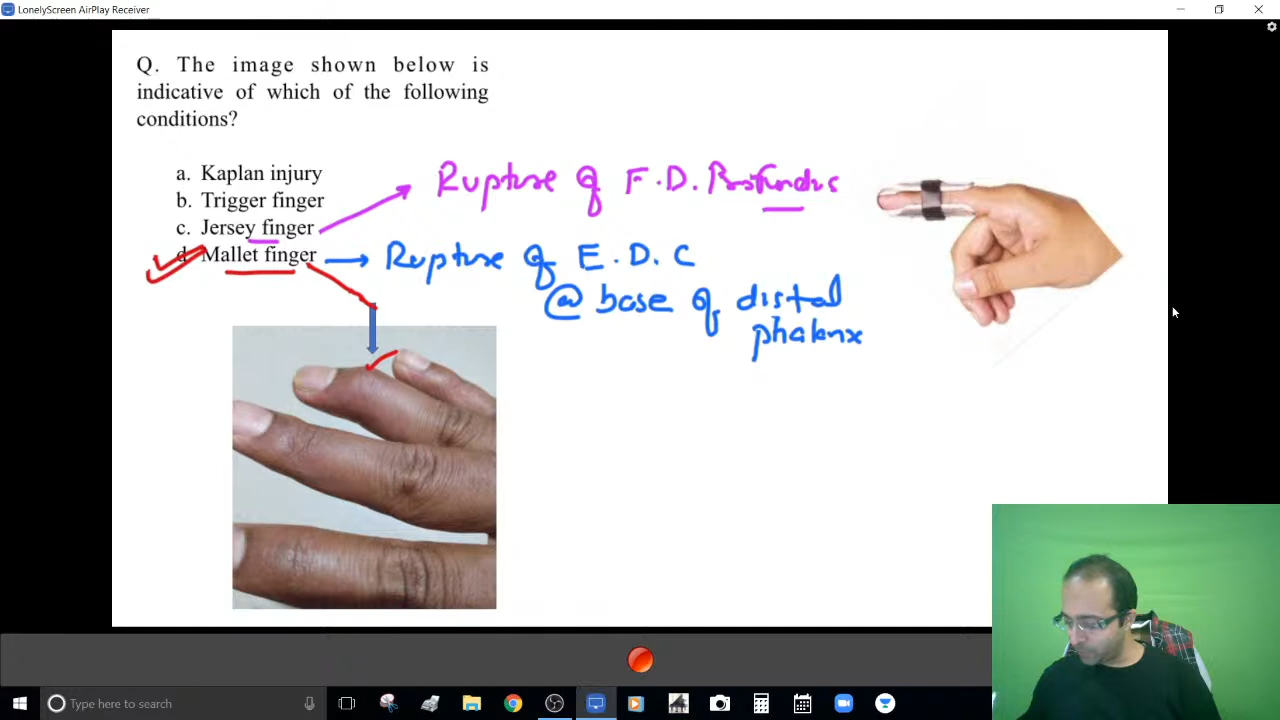 LonelyScreen AirPlay Receiver
Q. The image shown below is
indicative of which of the following
conditions?
a. Kaplan injury
b. Trigger finger
c. Jersey finger
d. Mallet finger
Rupture of F.D. Profundus
Rupture of E.D.C
@ base of distal
phalanx
Type here to search